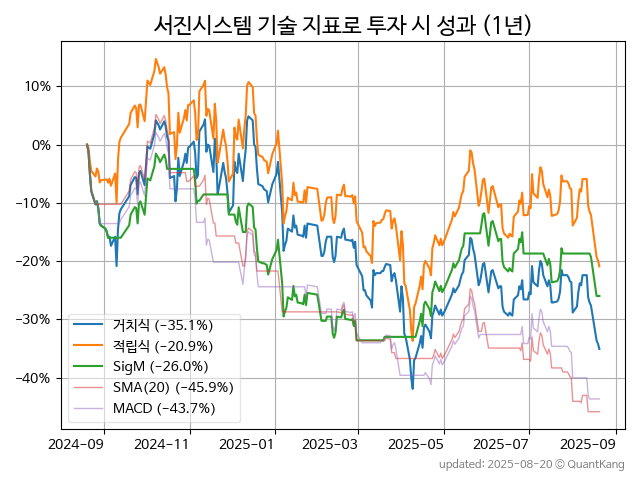 서진시스템 기술 지표로 투자 시 성과 (1년)
10%
0%
−10%
−20%
−30%
−40%
거치식 (−35.1%)
적립식 (−20.9%)
SigM (−26.0%)
SMA(20) (−45.9%)
MACD (−43.7%)
2024-09 2024-11 2025-01 2025-03 2025-05 2025-07 2025-09
updated: 2025-08-20 © QuantKang